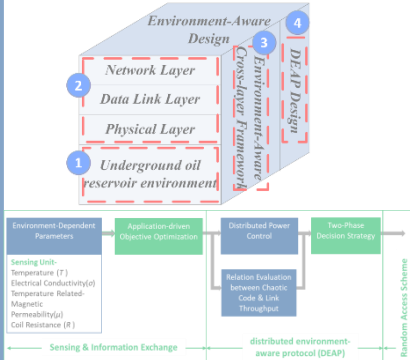 Environment-Aware
Design
4
3
2
Network Layer
Data Link Layer
Physical Layer
1
Underground oil
reservoir environment
Environment-Aware
Cross-layer Framework
DEAP Design
Environment-Dependent
Parameters
Application-driven
Objective Optimization
Distributed Power
Control
Two-Phase
Decision Strategy
Sensing Unit-
Temperature (T )
Electrical Conductivity(σ)
Temperature Related-
Magnetic
Permeability(μ)
Coil Resistance (R )
Relation Evaluation
between Chaotic
Code & Link
Throughput
Random Access Scheme
Sensing & Information Exchange
distributed environment-
aware protocol (DEAP)